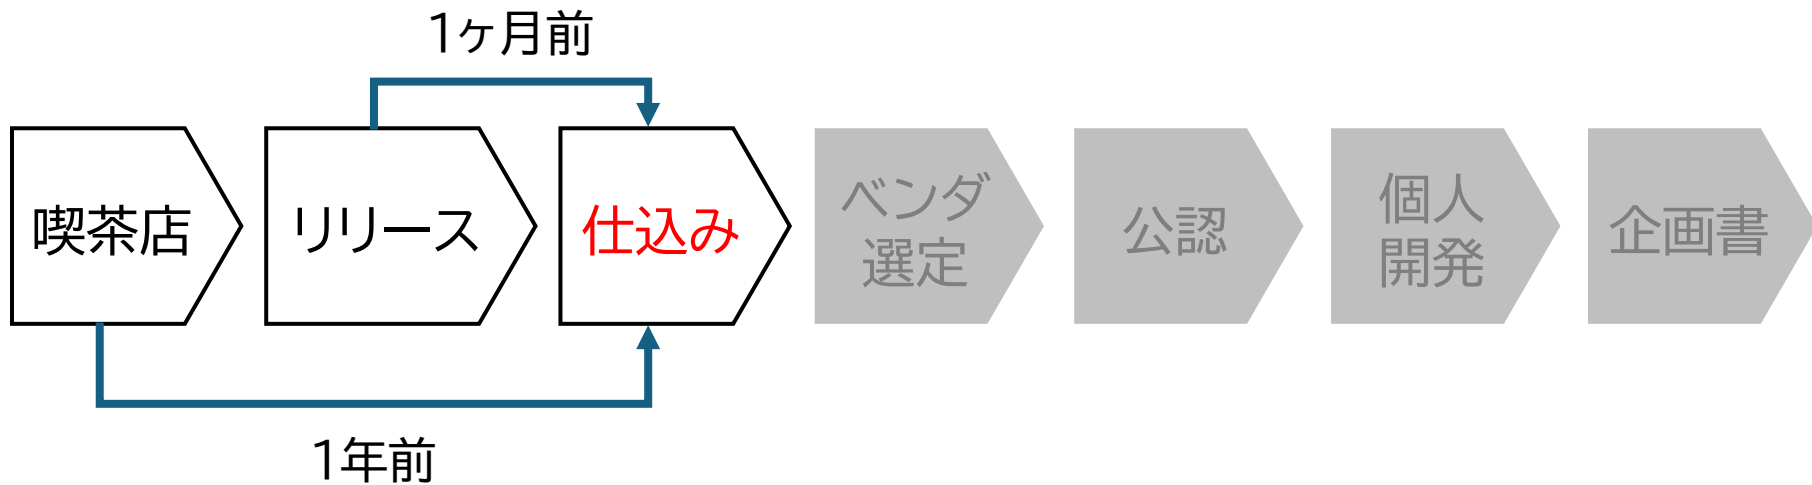 1ヶ月前
喫茶店
リリース
仕込み
ベンダ
選定
公認
個人
開発
企画書
1年前